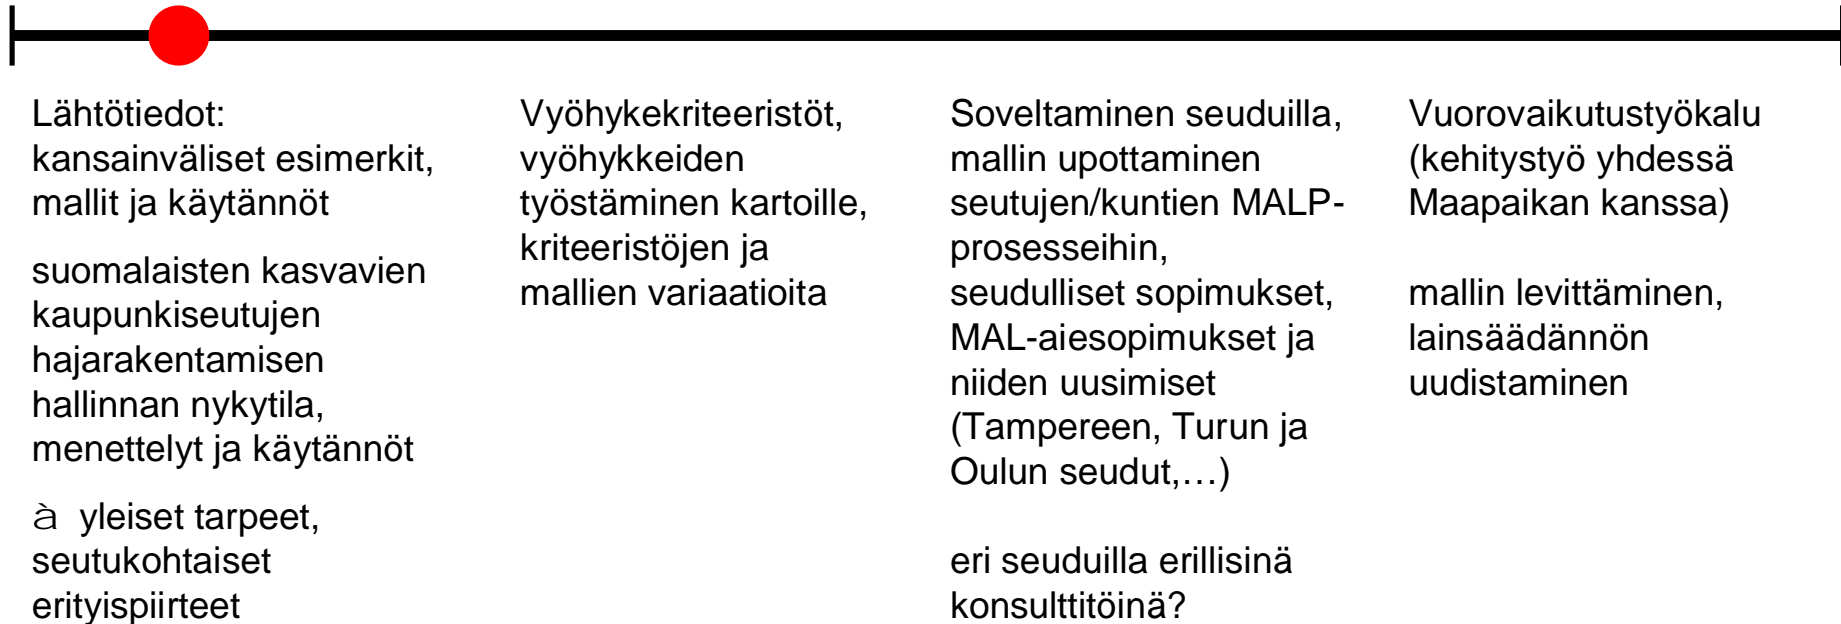 Lähtötiedot:
kansainväliset esimerkit,
mallit ja käytännöt
suomalaisten kasvavien
kaupunkiseutujen
hajarakentamisen
hallinnan nykytila,
menettelyt ja käytännöt
à yleiset tarpeet,
seutukohtaiset
erityispiirteet
Vyöhykekriteeristöt,
vyöhykkeiden
työstäminen kartoille,
kriteeristöjen ja
mallien variaatioita
Soveltaminen seuduilla,
mallin upottaminen
seutujen/kuntien MALP-
prosesseihin,
seudulliset sopimukset,
MAL-aiesopimukset ja
niiden uusimiset
(Tampereen, Turun ja
Oulun seudut,…)
eri seuduilla erillisinä
konsulttitöinä?
Vuorovaikutustyökalu
(kehitystyö yhdessä
Maapaikan kanssa)
mallin levittäminen,
lainsäädännön
uudistaminen